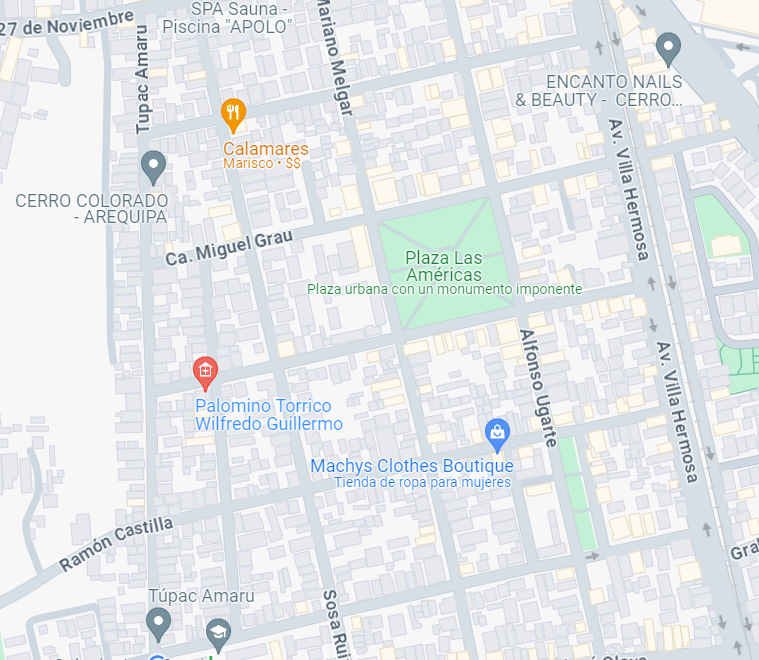 SPA Sauna -
Piscina "APOLO"
27 de Noviembre
Tupac Amaru
Mariano Melgar
ENCANTO NAILS
& BEAUTY - CERRO...
Calamares
Marisco • $$
Av. Villa Hermosa
CERRO COLORADO
- AREQUIPA
Ca. Miguel Grau
Plaza Las
Américas
Plaza urbana con un monumento imponente
Alfonso Ugarte
Av. Villa Hermosa
Palomino Torrico
Wilfredo Guillermo
Machys Clothes Boutique
Tienda de ropa para mujeres
Ramón Castilla
Túpac Amaru
Sosa Rui